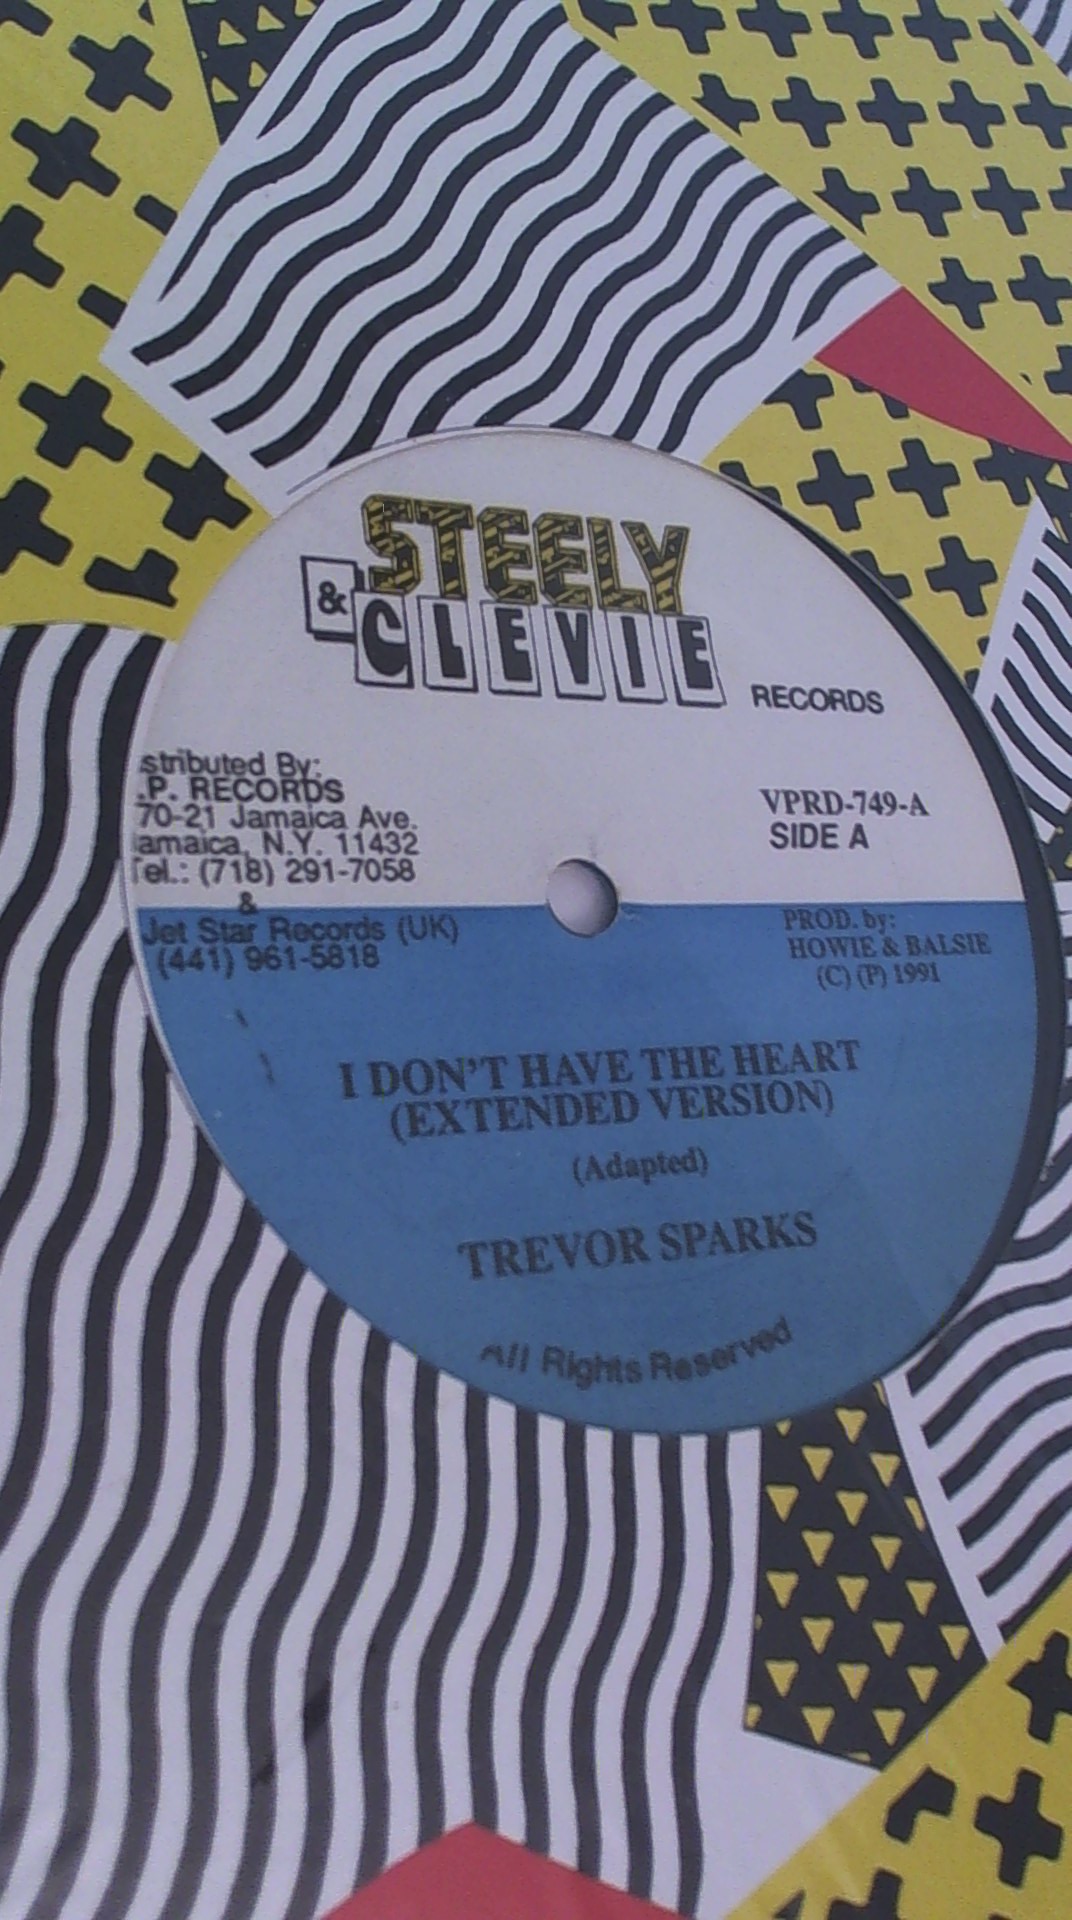 STEELY
& CLEVIE
RECORDS
stributed By:
.P. RECORDS
70-21 Jamaica Ave.
amaica, N.Y. 11432
Tel.: (718) 291-7058
&
Jet Star Records (UK)
(441) 961-5818
VPRD-749-A
SIDE A
PROD. by:
HOWIE & BALSIE
(C) (P) 1991
I DON'T HAVE THE HEART
(EXTENDED VERSION)
(Adapted)
TREVOR SPARKS
All Rights Reserved